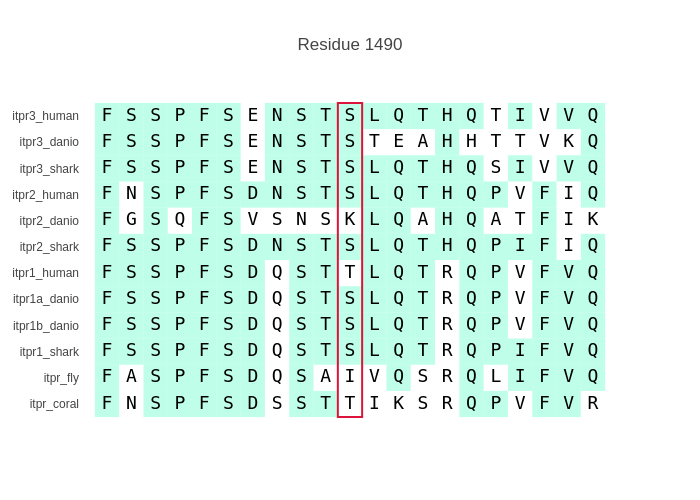 Residue 1490
itpr3_human F S S P F S E N S T S L Q T H Q T I V V Q
itpr3_danio F S S P F S E N S T S T E A H H T T V K Q
itpr3_shark F S S P F S E N S T S L Q T H Q S I V V Q
itpr2_human F N S P F S D N S T S L Q T H Q P V F I Q
itpr2_danio F G S Q F S V S N S K L Q A H Q A T F I K
itpr2_shark F S S P F S D N S T S L Q T H Q P I F I Q
itpr1_human F S S P F S D Q S T T L Q T R Q P V F V Q
itpr1a_danio F S S P F S D Q S T S L Q T R Q P V F V Q
itpr1b_danio F S S P F S D Q S T S L Q T R Q P V F V Q
itpr1_shark F S S P F S D Q S T S L Q T R Q P I F V Q
itpr_fly F A S P F S D Q S A I V Q S R Q L I F V Q
itpr_coral F N S P F S D S S T T I K S R Q P V F V R